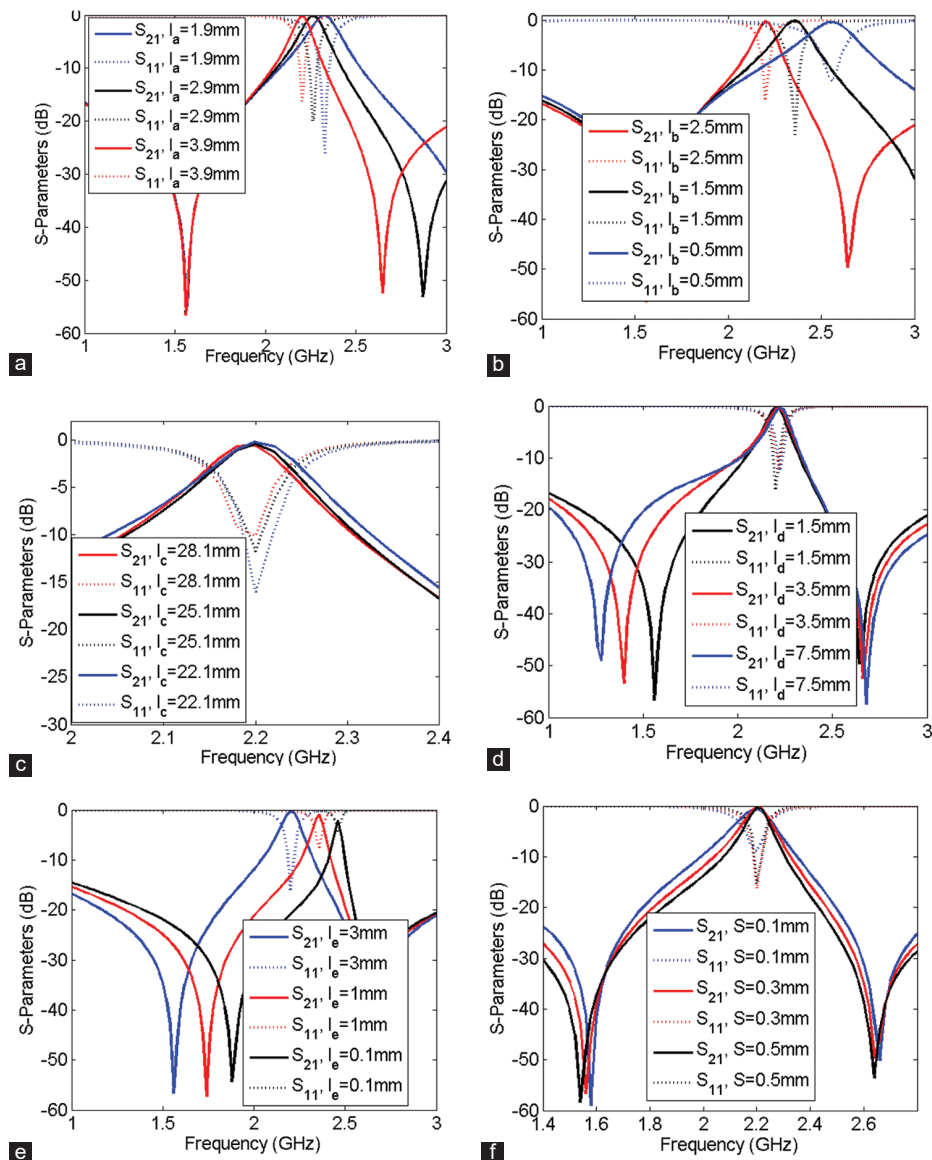 S-Parameters (dB)
0
-10
-20
-30
-40
-50
-60
S21, la=1.9mm
S11, la=1.9mm
S21, la=2.9mm
S11, la=2.9mm
S21, la=3.9mm
S11, la=3.9mm
1 1.5 2 2.5 3
Frequency (GHz)
a
S-Parameters (dB)
0
-10
-20
-30
-40
-50
-60
S21, lb=2.5mm
S11, lb=2.5mm
S21, lb=1.5mm
S11, lb=1.5mm
S21, lb=0.5mm
S11, lb=0.5mm
1 1.5 2 2.5 3
Frequency (GHz)
b
S-Parameters (dB)
0
-5
-10
-15
-20
-25
-30
S21, lc=28.1mm
S11, lc=28.1mm
S21, lc=25.1mm
S11, lc=25.1mm
S21, lc=22.1mm
S11, lc=22.1mm
2 2.1 2.2 2.3 2.4
Frequency (GHz)
c
S-Parameters (dB)
0
-10
-20
-30
-40
-50
-60
S21, ld=1.5mm
S11, ld=1.5mm
S21, ld=3.5mm
S11, ld=3.5mm
S21, ld=7.5mm
S11, ld=7.5mm
1 1.5 2 2.5 3
Frequency (GHz)
d
S-Parameters (dB)
0
-10
-20
-30
-40
-50
-60
S21, le=3mm
S11, le=3mm
S21, le=1mm
S11, le=1mm
S21, le=0.1mm
S11, le=0.1mm
1 1.5 2 2.5 3
Frequency (GHz)
e
S-Parameters (dB)
0
-10
-20
-30
-40
-50
-60
S21, S=0.1mm
S11, S=0.1mm
S21, S=0.3mm
S11, S=0.3mm
S21, S=0.5mm
S11, S=0.5mm
1.4 1.6 1.8 2 2.2 2.4 2.6
Frequency (GHz)
f